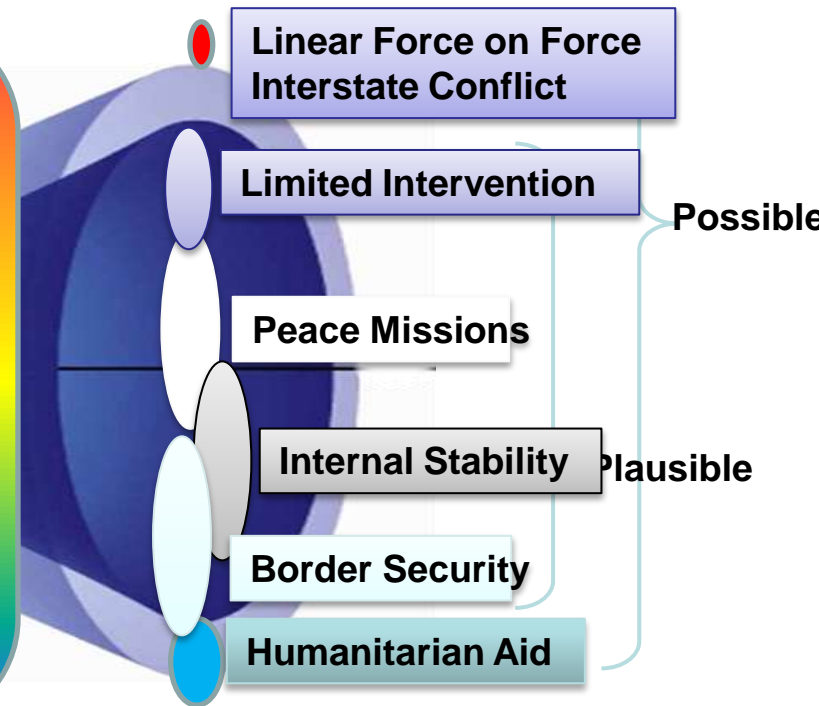 Linear Force on Force
Interstate Conflict
Limited Intervention
Possible
Peace Missions
Internal Stability
Plausible
Border Security
Humanitarian Aid